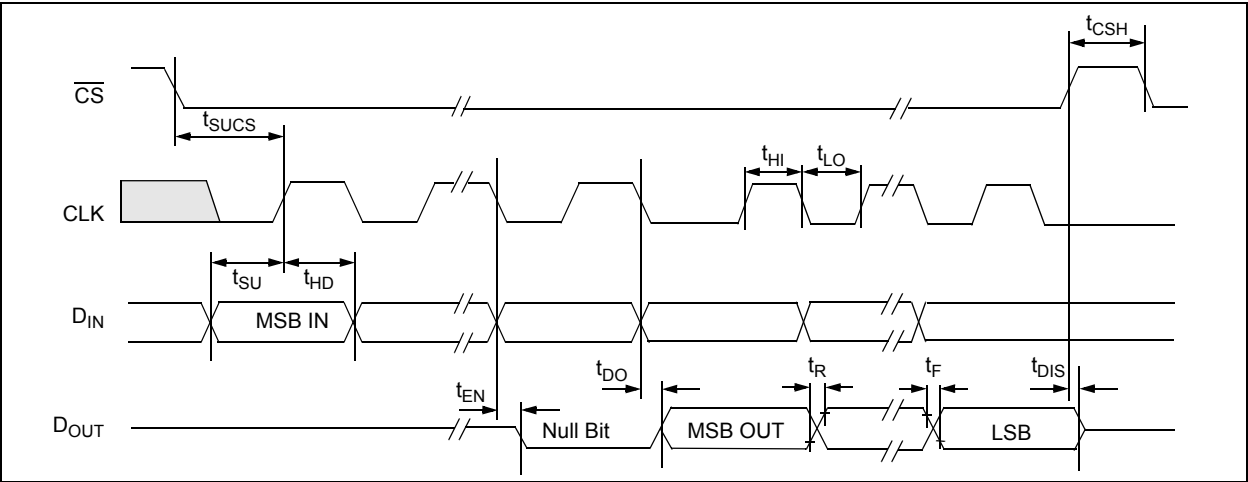 tCSH
CS
tSUCS
tHI tLO
CLK
tSU tHD
DIN MSB IN
tEN tDO tR tF tDIS
DOUT Null Bit MSB OUT LSB